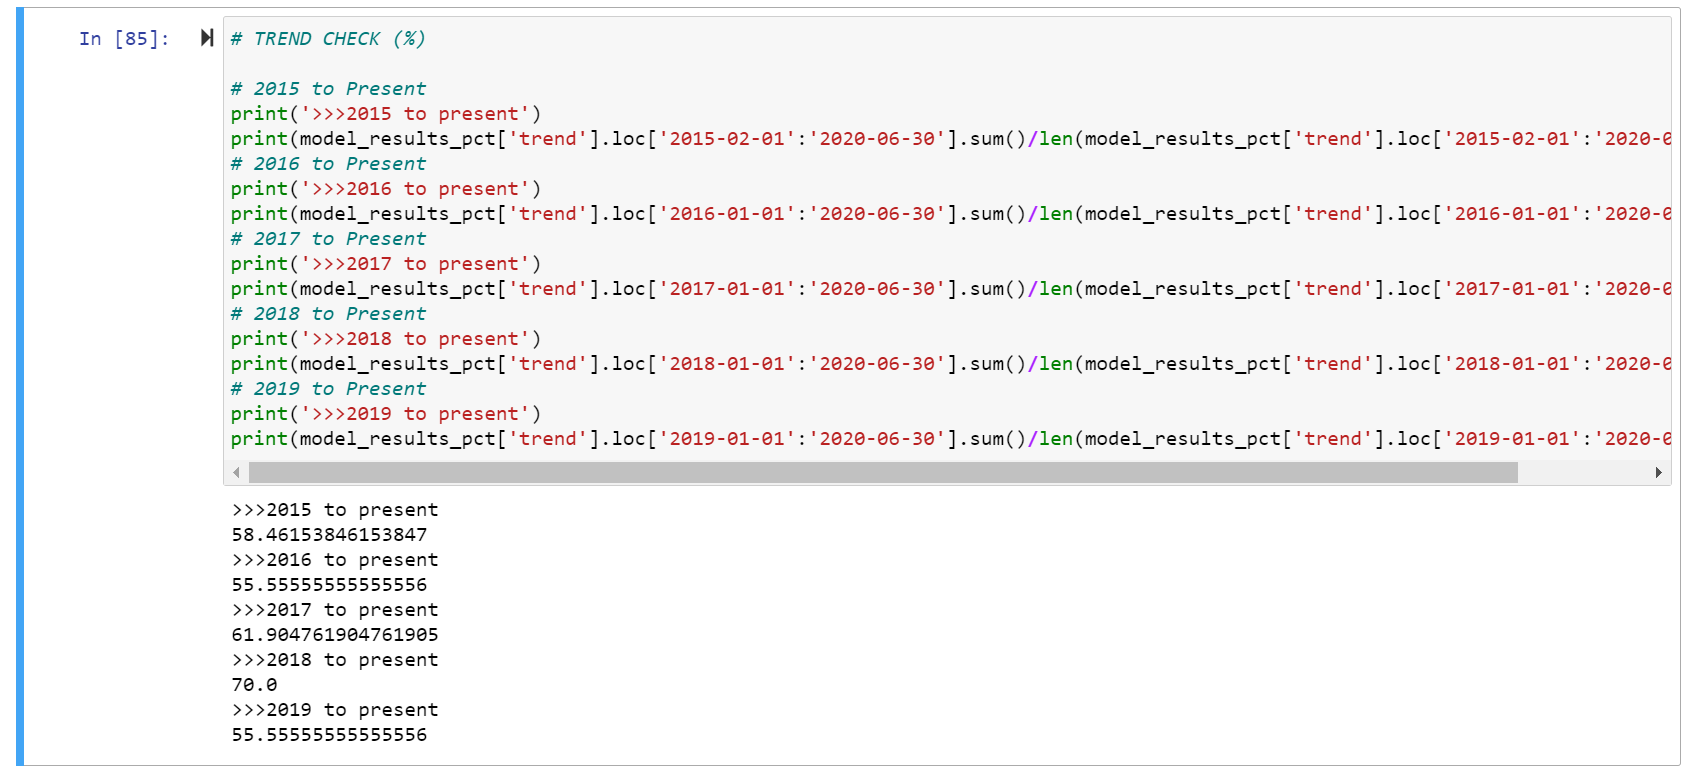 In [85]:
# TREND CHECK (%)
# 2015 to Present
print('>>>2015 to present')
print(model_results_pct['trend'].loc['2015-02-01':'2020-06-30'].sum()/len(model_results_pct['trend'].loc['2015-02-01':'2020-0
# 2016 to Present
print('>>>2016 to present')
print(model_results_pct['trend'].loc['2016-01-01':'2020-06-30'].sum()/len(model_results_pct['trend'].loc['2016-01-01':'2020-0
# 2017 to Present
print('>>>2017 to present')
print(model_results_pct['trend'].loc['2017-01-01':'2020-06-30'].sum()/len(model_results_pct['trend'].loc['2017-01-01':'2020-0
# 2018 to Present
print('>>>2018 to present')
print(model_results_pct['trend'].loc['2018-01-01':'2020-06-30'].sum()/len(model_results_pct['trend'].loc['2018-01-01':'2020-0
# 2019 to Present
print('>>>2019 to present')
print(model_results_pct['trend'].loc['2019-01-01':'2020-06-30'].sum()/len(model_results_pct['trend'].loc['2019-01-01':'2020-0
>>>2015 to present
58.46153846153847
>>>2016 to present
55.55555555555556
>>>2017 to present
61.904761904761905
>>>2018 to present
70.0
>>>2019 to present
55.55555555555556